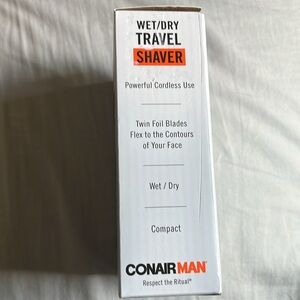 WET/DRY
TRAVEL
SHAVER
Powerful Cordless Use
Twin Foil Blades
Flex to the Contours
of Your Face
Wet / Dry
Compact
CONAIRMAN
Respect the Ritual®